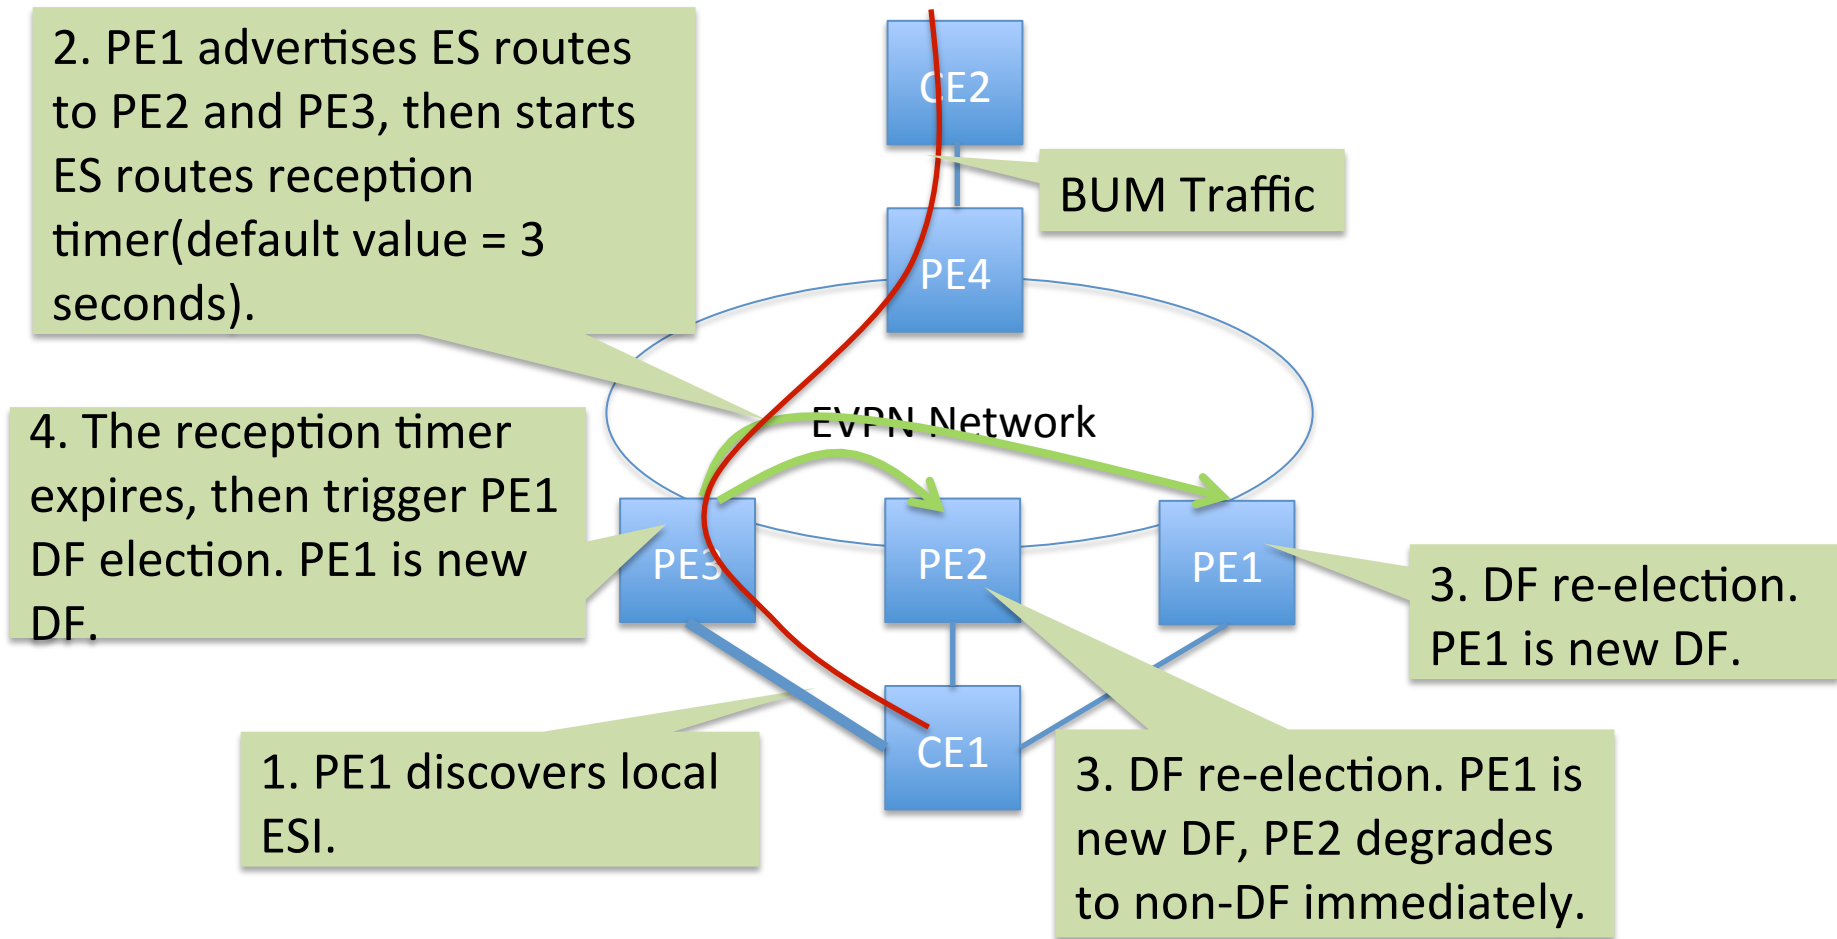 2. PE1 advertises ES routes
to PE2 and PE3, then starts
ES routes reception
timer(default value = 3
seconds).
CE2
BUM Traffic
PE4
EVPN Network
4. The reception timer
expires, then trigger PE1
DF election. PE1 is new
DF.
PE3
PE2
PE1
3. DF re-election.
PE1 is new DF.
1. PE1 discovers local
ESI.
CE1
3. DF re-election. PE1 is
new DF, PE2 degrades
to non-DF immediately.